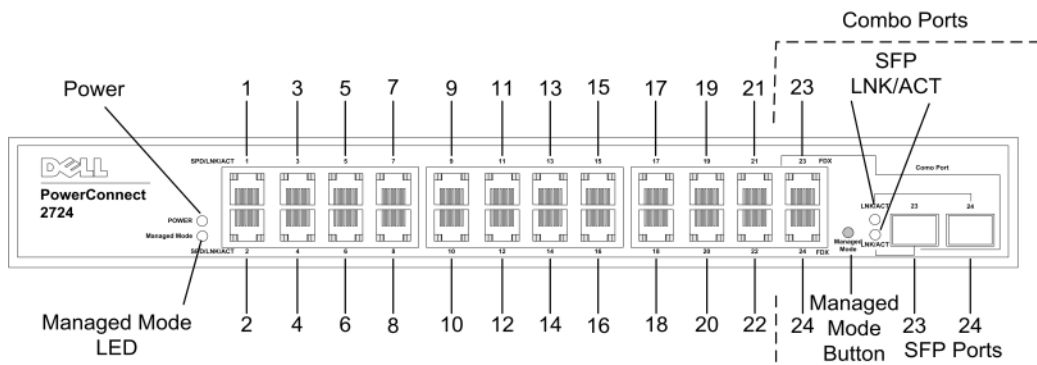 Combo Ports
SFP
LNK/ACT
Power
1 3 5 7 9 11 13 15 17 19 21 23
DELL
PowerConnect
2724
SPD/LNK/ACT 1 3 5 7 9 11 13 15 17 19 21 23 FDX
Como Port
LNK/ACT 23 24
POWER
Managed Mode
Managed
Mode
LNK/ACT
SPD/LNK/ACT 2 4 6 8 10 12 14 16 18 20 22 24 FDX
Managed Mode
LED
2 4 6 8 10 12 14 16 18 20 22 24
Managed
Mode
Button
23 24
SFP Ports